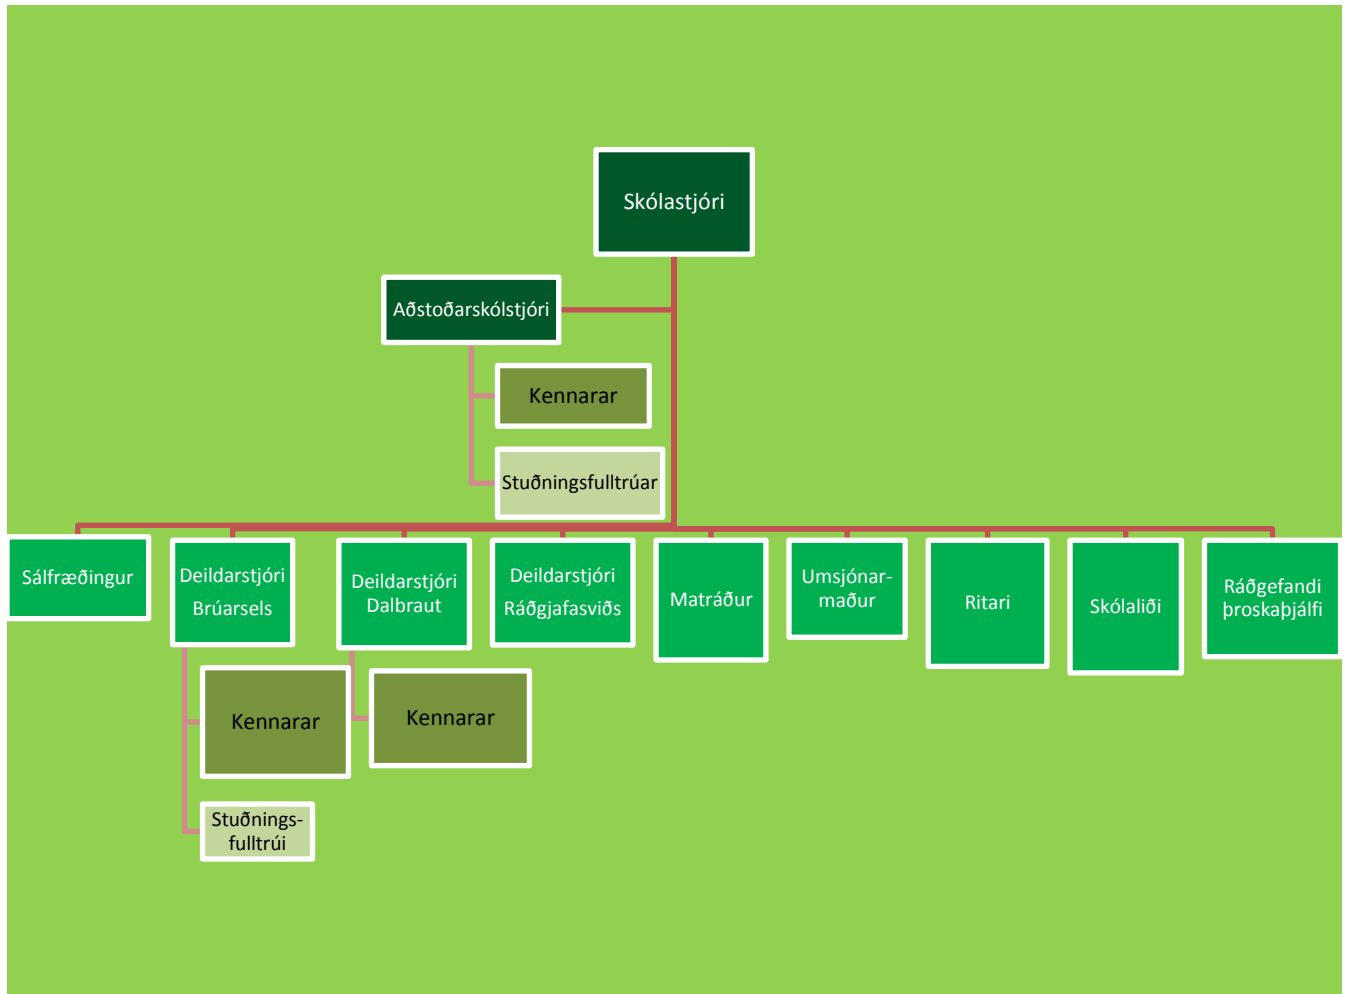 Skólastjóri
Aðstoðarskólstjóri
Kennarar
Stuðningsfulltrúar
Sálfræðingur
Deildarstjóri
Brúarsels
Deildarstjóri
Dalbraut
Deildarstjóri
Ráðgjafasviðs
Matráður
Umsjónar-
maður
Ritari
Skólaliði
Ráðgefandi
þroskaþjálfi
Kennarar
Kennarar
Stuðnings-
fulltrúi